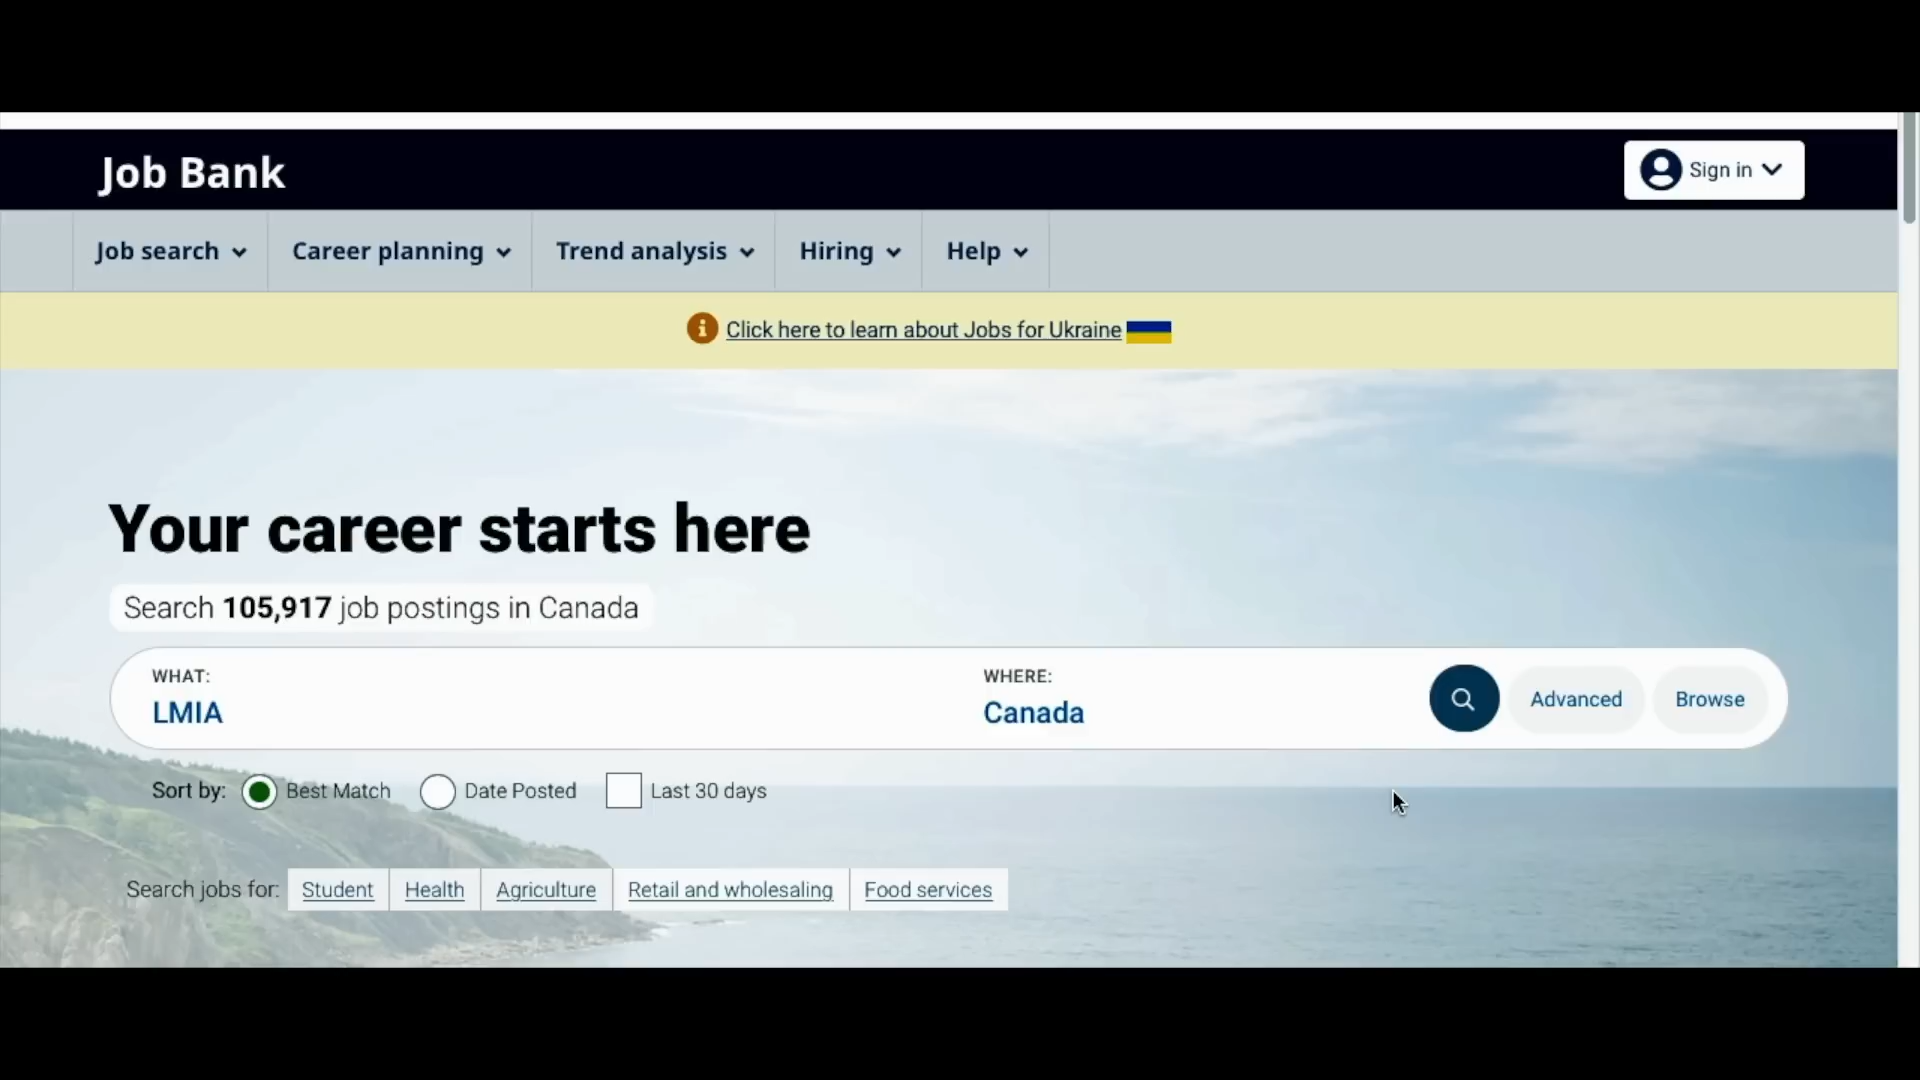 Job Bank
Sign in
Job search
Career planning
Trend analysis
Hiring
Help
Click here to learn about Jobs for Ukraine
Your career starts here
Search 105,917 job postings in Canada
WHAT:
LMIA
WHERE:
Canada
Advanced
Browse
Sort by:
Best Match
Date Posted
Last 30 days
Search jobs for:
Student
Health
Agriculture
Retail and wholesaling
Food services